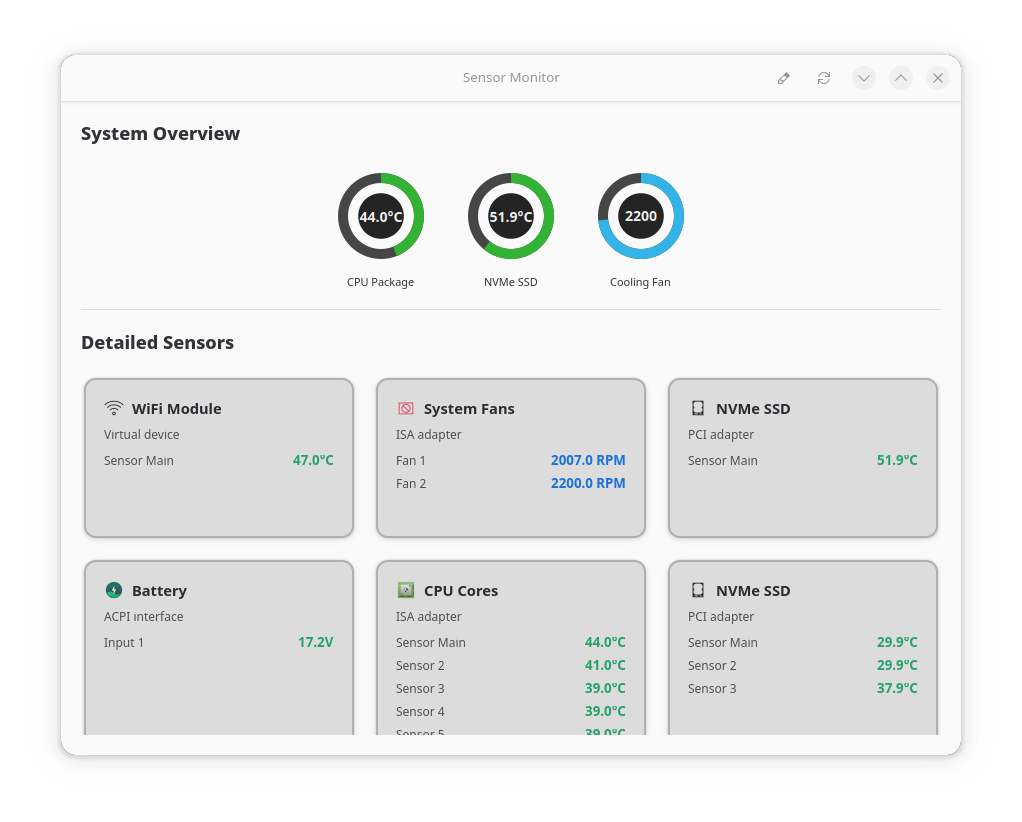 Sensor Monitor
System Overview
44.0°C
51.9°C
2200
CPU Package
NVMe SSD
Cooling Fan
Detailed Sensors
WiFi Module
Virtual device
Sensor Main 47.0°C
System Fans
ISA adapter
Fan 1 2007.0 RPM
Fan 2 2200.0 RPM
NVMe SSD
PCI adapter
Sensor Main 51.9°C
Battery
ACPI interface
Input 1 17.2V
CPU Cores
ISA adapter
Sensor Main 44.0°C
Sensor 2 41.0°C
Sensor 3 39.0°C
Sensor 4 39.0°C
Sensor 5 39.0°C
NVMe SSD
PCI adapter
Sensor Main 29.9°C
Sensor 2 29.9°C
Sensor 3 37.9°C